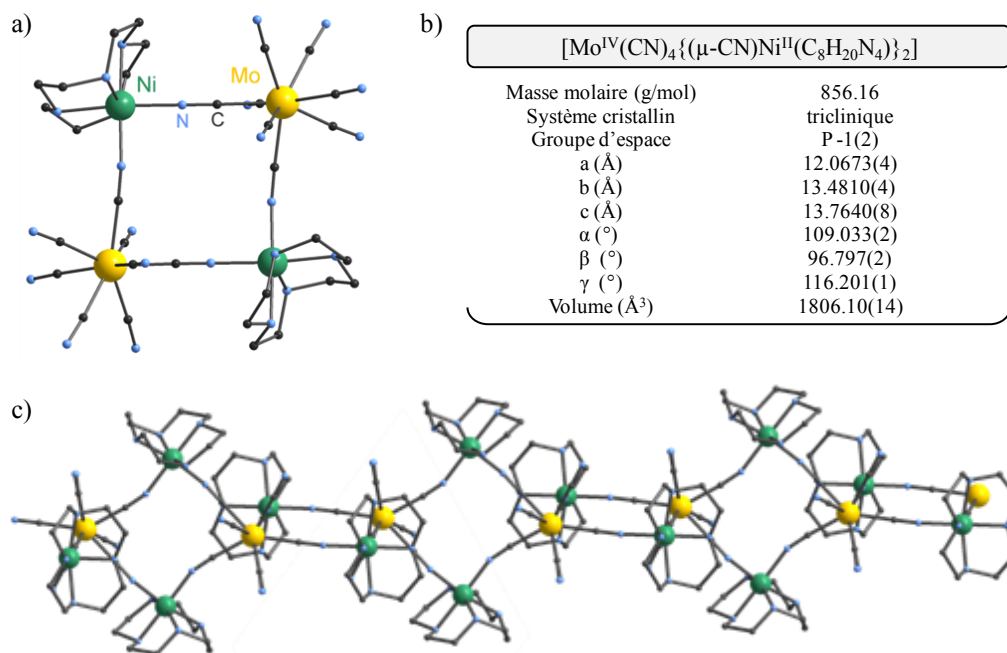 a)
Ni
Mo
N
C
b)
[Mo^IV(CN)4{(μ-CN)Ni^II(C8H20N4)}2]
Masse molaire (g/mol) 856.16
Système cristallin triclinique
Groupe d'espace P -1(2)
a (Å) 12.0673(4)
b (Å) 13.4810(4)
c (Å) 13.7640(8)
α (°) 109.033(2)
β (°) 96.797(2)
γ (°) 116.201(1)
Volume (Å³) 1806.10(14)
c)